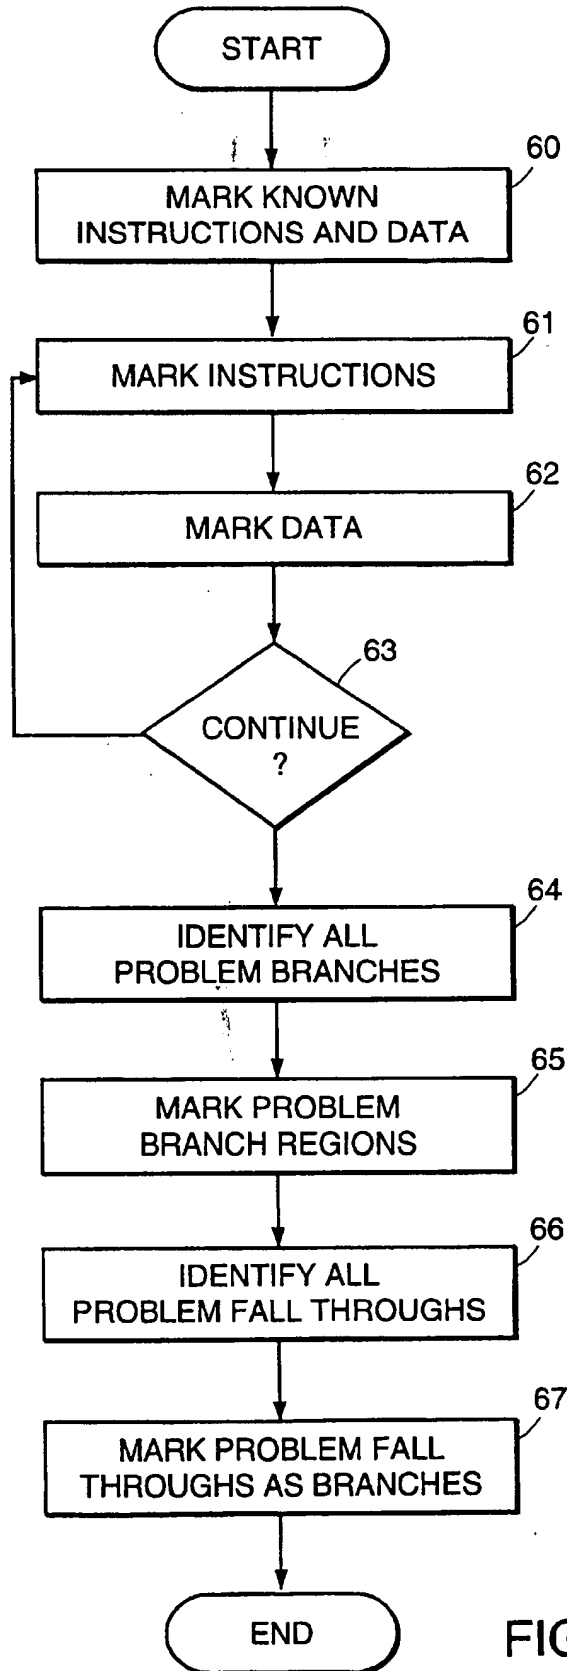 START
60
MARK KNOWN
INSTRUCTIONS AND DATA
61
MARK INSTRUCTIONS
62
MARK DATA
63
CONTINUE
?
64
IDENTIFY ALL
PROBLEM BRANCHES
65
MARK PROBLEM
BRANCH REGIONS
66
IDENTIFY ALL
PROBLEM FALL THROUGHS
67
MARK PROBLEM FALL
THROUGHS AS BRANCHES
END